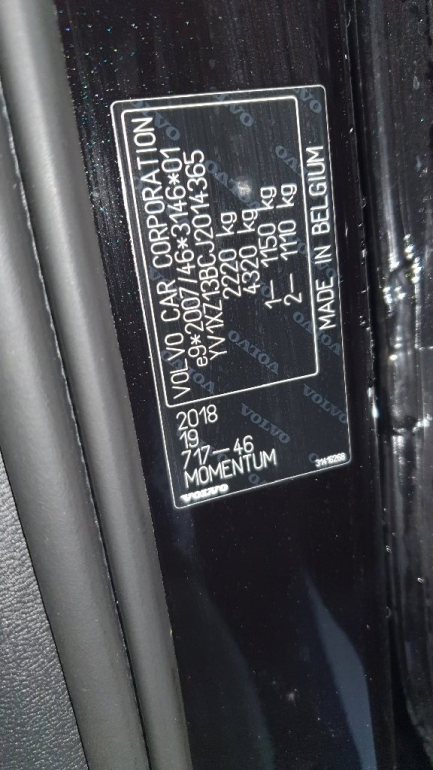 VOLVO CAR CORPORATION
e9*2007/46*3146*01
YV1XZ13BCJ2014365
2220 kg
4320 kg
1– 1150 kg
2– 1110 kg
MADE IN BELGIUM
2018
19
717–46
MOMENTUM
VOLVO
31416268